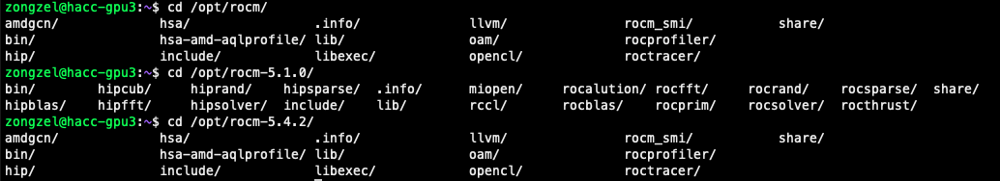 zongzel@hacc-gpu3:~$ cd /opt/rocm/
amdgcn/ hsa/ .info/ llvm/ rocm_smi/ share/
bin/ hsa-amd-aqlprofile/ lib/ oam/ rocprofiler/
hip/ include/ libexec/ opencl/ roctracer/
zongzel@hacc-gpu3:~$ cd /opt/rocm-5.1.0/
bin/ hipcub/ hiprand/ hipsparse/ .info/ miopen/ rocalution/ rocfft/ rocrand/ rocsparse/ share/
hipblas/ hipfft/ hipsolver/ include/ lib/ rccl/ rocblas/ rocprim/ rocsolver/ rocthrust/
zongzel@hacc-gpu3:~$ cd /opt/rocm-5.4.2/
amdgcn/ hsa/ .info/ llvm/ rocm_smi/ share/
bin/ hsa-amd-aqlprofile/ lib/ oam/ rocprofiler/
hip/ include/ libexec/ opencl/ roctracer/